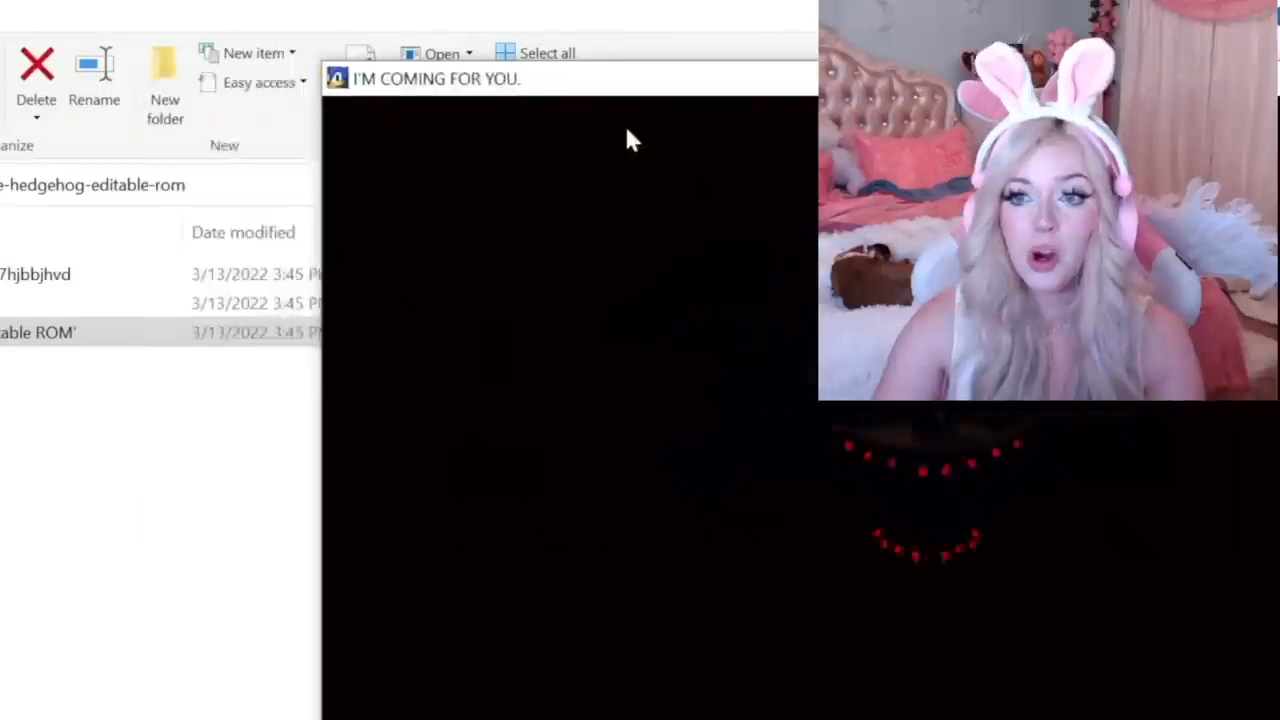 New item
Open
Select all
I'M COMING FOR YOU.
Easy access
Delete
Rename
New
folder
anize
New
e-hedgehog-editable-rom
Date modified
7hjbbjhvd
3/13/2022 3:45 P
3/13/2022 3:45 P
table ROM'
3/13/2022 3:45 P